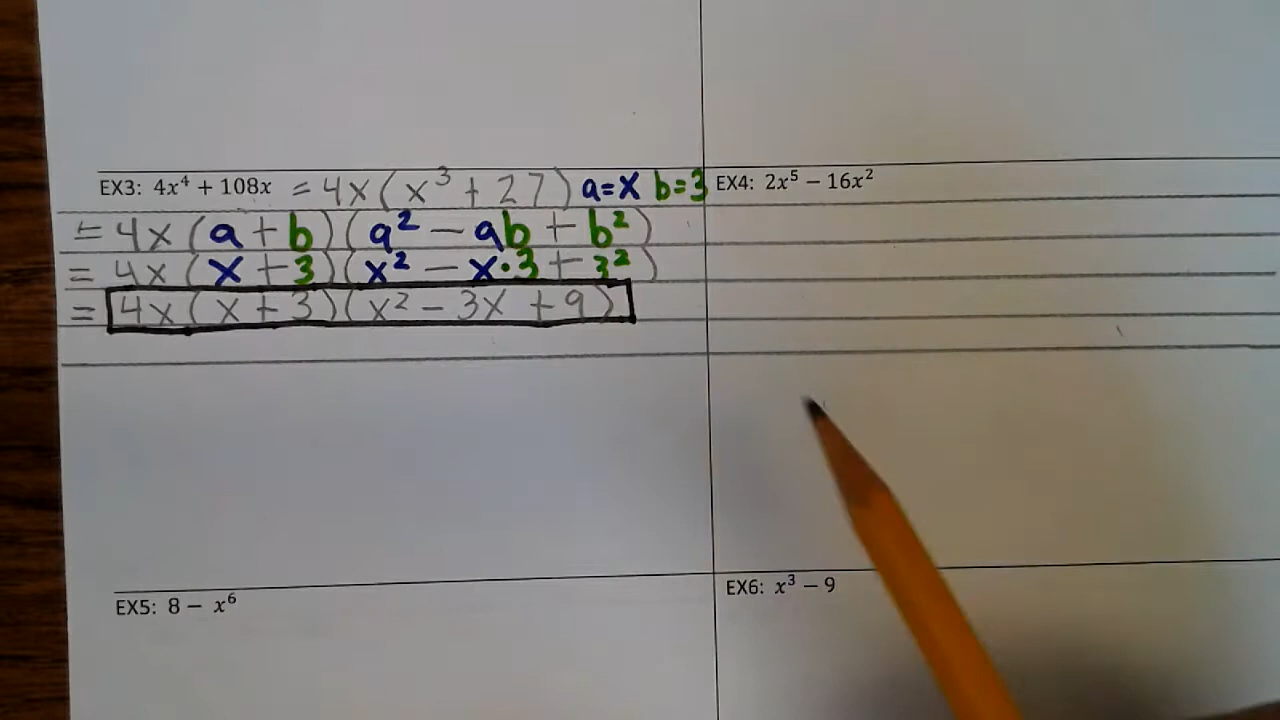 EX3: 4x⁴ + 108x = 4x(x³ + 27) a=x b=3
= 4x(a + b)(a² − ab + b²)
= 4x(x + 3)(x² − x·3 + 3²)
= 4x(x + 3)(x² − 3x + 9)
EX4: 2x⁵ − 16x²
EX5: 8 − x⁶
EX6: x³ − 9